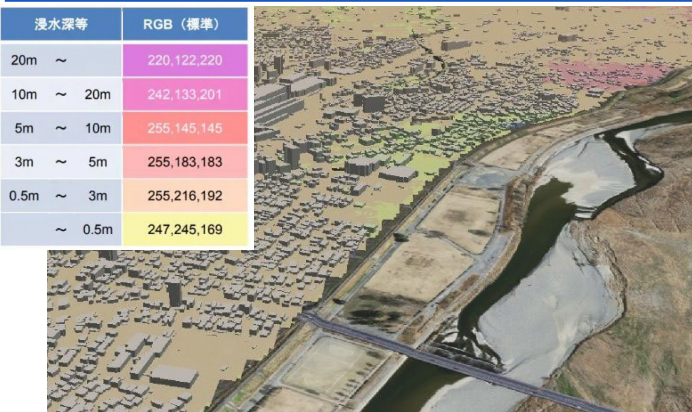 浸水深等 RGB（標準）
20m ～ 220,122,220
10m ～ 20m 242,133,201
5m ～ 10m 255,145,145
3m ～ 5m 255,183,183
0.5m ～ 3m 255,216,192
～ 0.5m 247,245,169